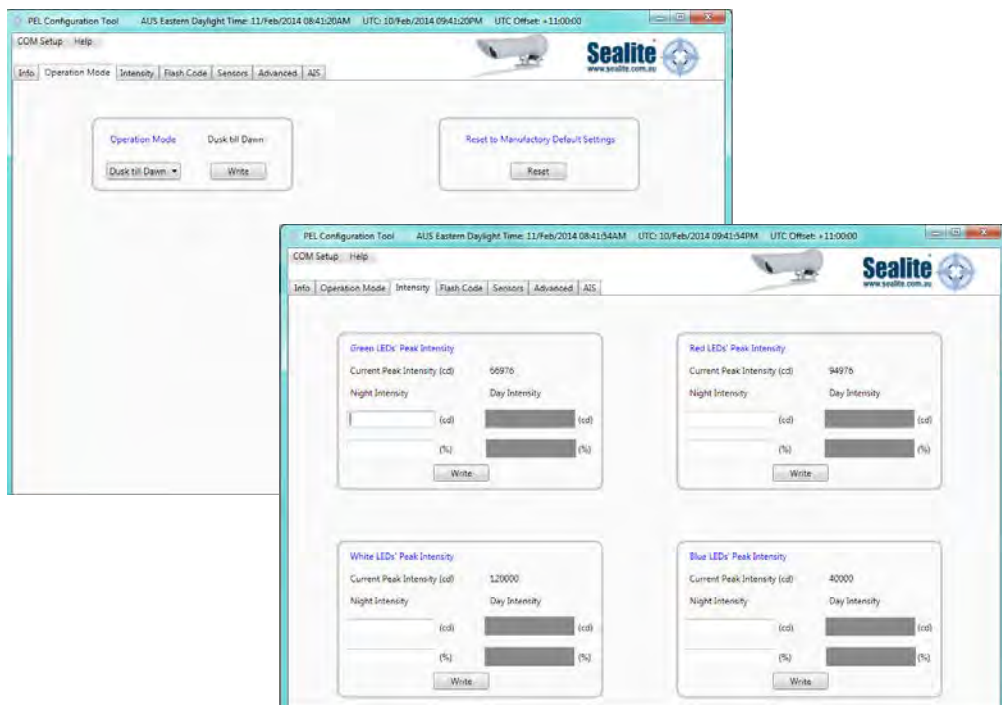 PEL Configuration Tool AUS Eastern Daylight Time: 11/Feb/2014 08:41:20AM UTC: 10/Feb/2014 09:41:20PM UTC Offset: +11:00:00
COM Setup Help
Sealite
www.sealite.com.au
Info Operation Mode Intensity Flash Code Sensors Advanced AIS
Operation Mode Dusk till Dawn
Dusk till Dawn Write
Reset to Manufactory Default Settings
Reset
PEL Configuration Tool AUS Eastern Daylight Time: 11/Feb/2014 08:41:54AM UTC: 10/Feb/2014 09:41:54PM UTC Offset: +11:00:00
COM Setup Help
Sealite
www.sealite.com.au
Info Operation Mode Intensity Flash Code Sensors Advanced AIS
Green LEDs' Peak Intensity
Current Peak Intensity (cd) 66976
Night Intensity Day Intensity
(cd) (cd)
(%) (%)
Write
Red LEDs' Peak Intensity
Current Peak Intensity (cd) 94976
Night Intensity Day Intensity
(cd) (cd)
(%) (%)
Write
White LEDs' Peak Intensity
Current Peak Intensity (cd) 120000
Night Intensity Day Intensity
(cd) (cd)
(%) (%)
Write
Blue LEDs' Peak Intensity
Current Peak Intensity (cd) 40000
Night Intensity Day Intensity
(cd) (cd)
(%) (%)
Write